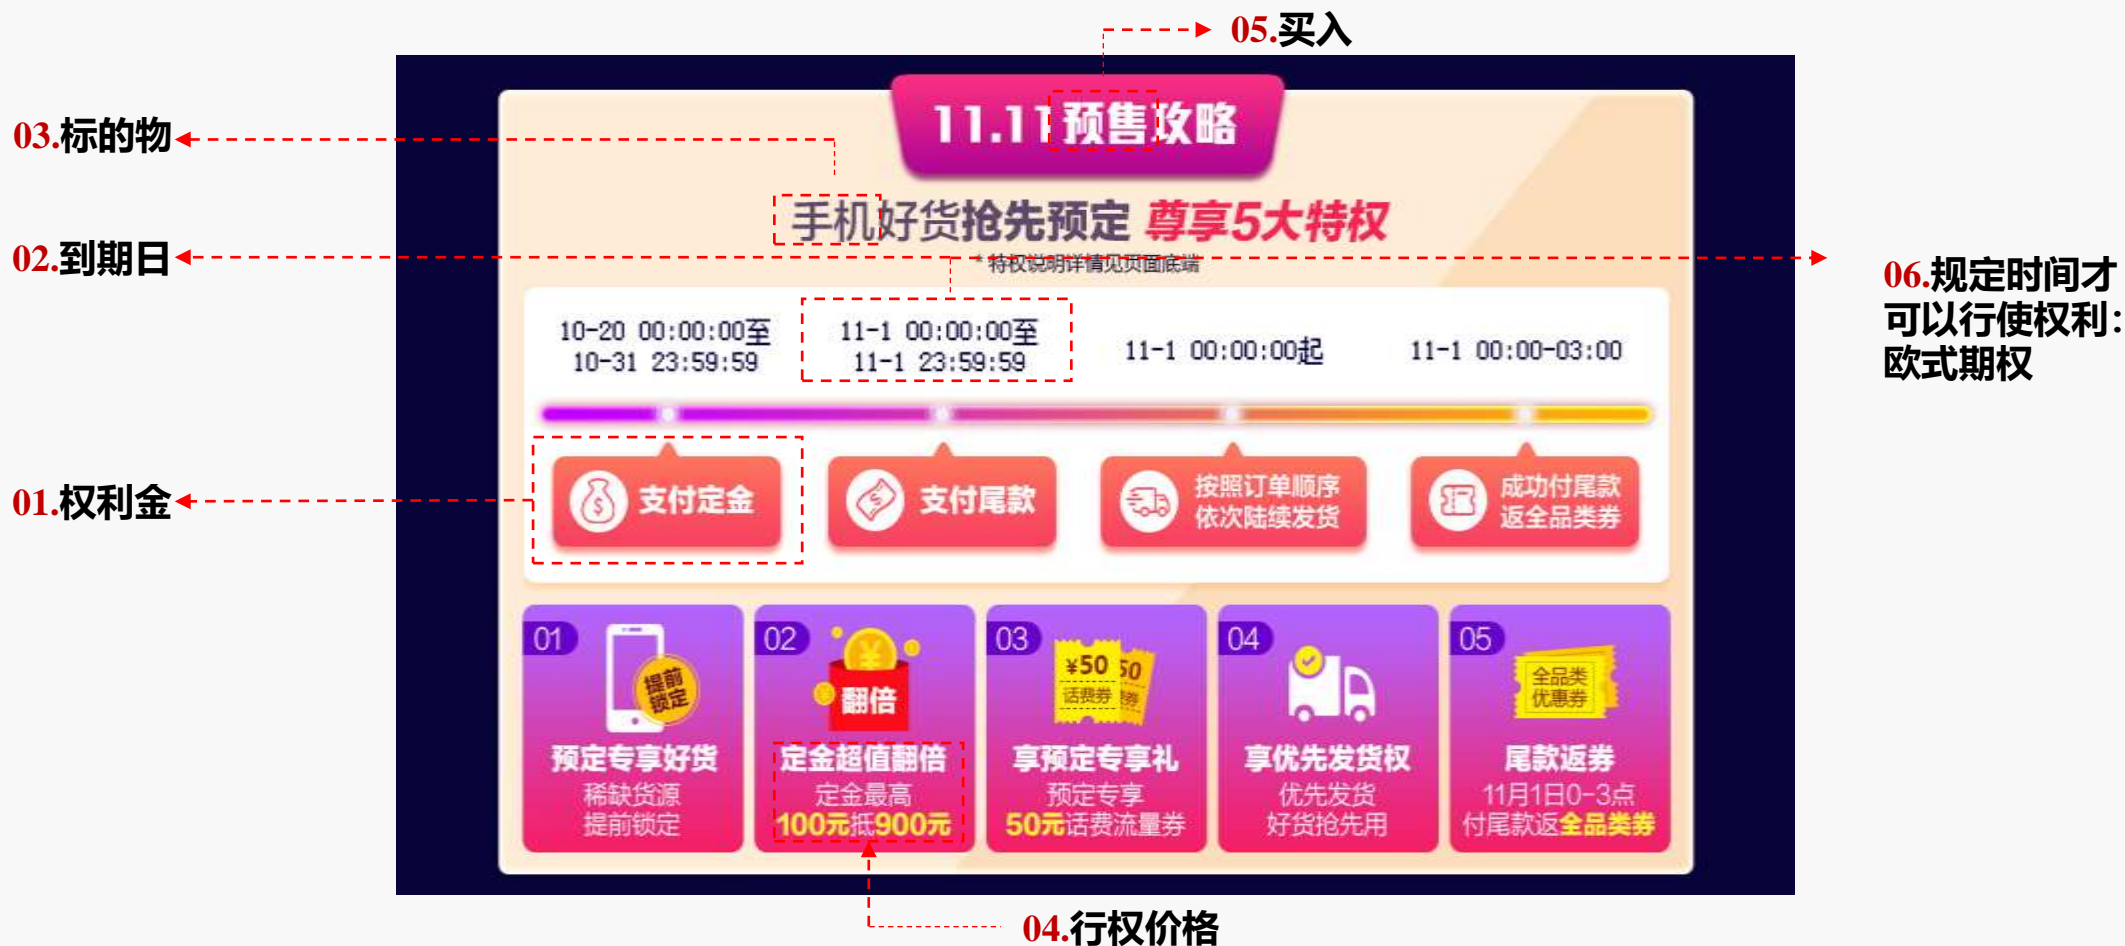 05.买入
11.11预售攻略
03.标的物
手机好货抢先预定 尊享5大特权
* 特权说明详情见页面底端
02.到期日
06.规定时间才
可以行使权利:
欧式期权
10-20 00:00:00至
10-31 23:59:59
11-1 00:00:00至
11-1 23:59:59
11-1 00:00:00起
11-1 00:00-03:00
01.权利金
支付定金
支付尾款
按照订单顺序
依次陆续发货
成功付尾款
返全品类券
01
提前
锁定
预定专享好货
稀缺货源
提前锁定
02
翻倍
定金超值翻倍
定金最高
100元抵900元
03
¥50
50
话费券
享预定专享礼
预定专享
50元话费流量券
04
享优先发货权
优先发货
好货抢先用
05
全品类
优惠券
尾款返券
11月1日0-3点
付尾款返全品类券
04.行权价格